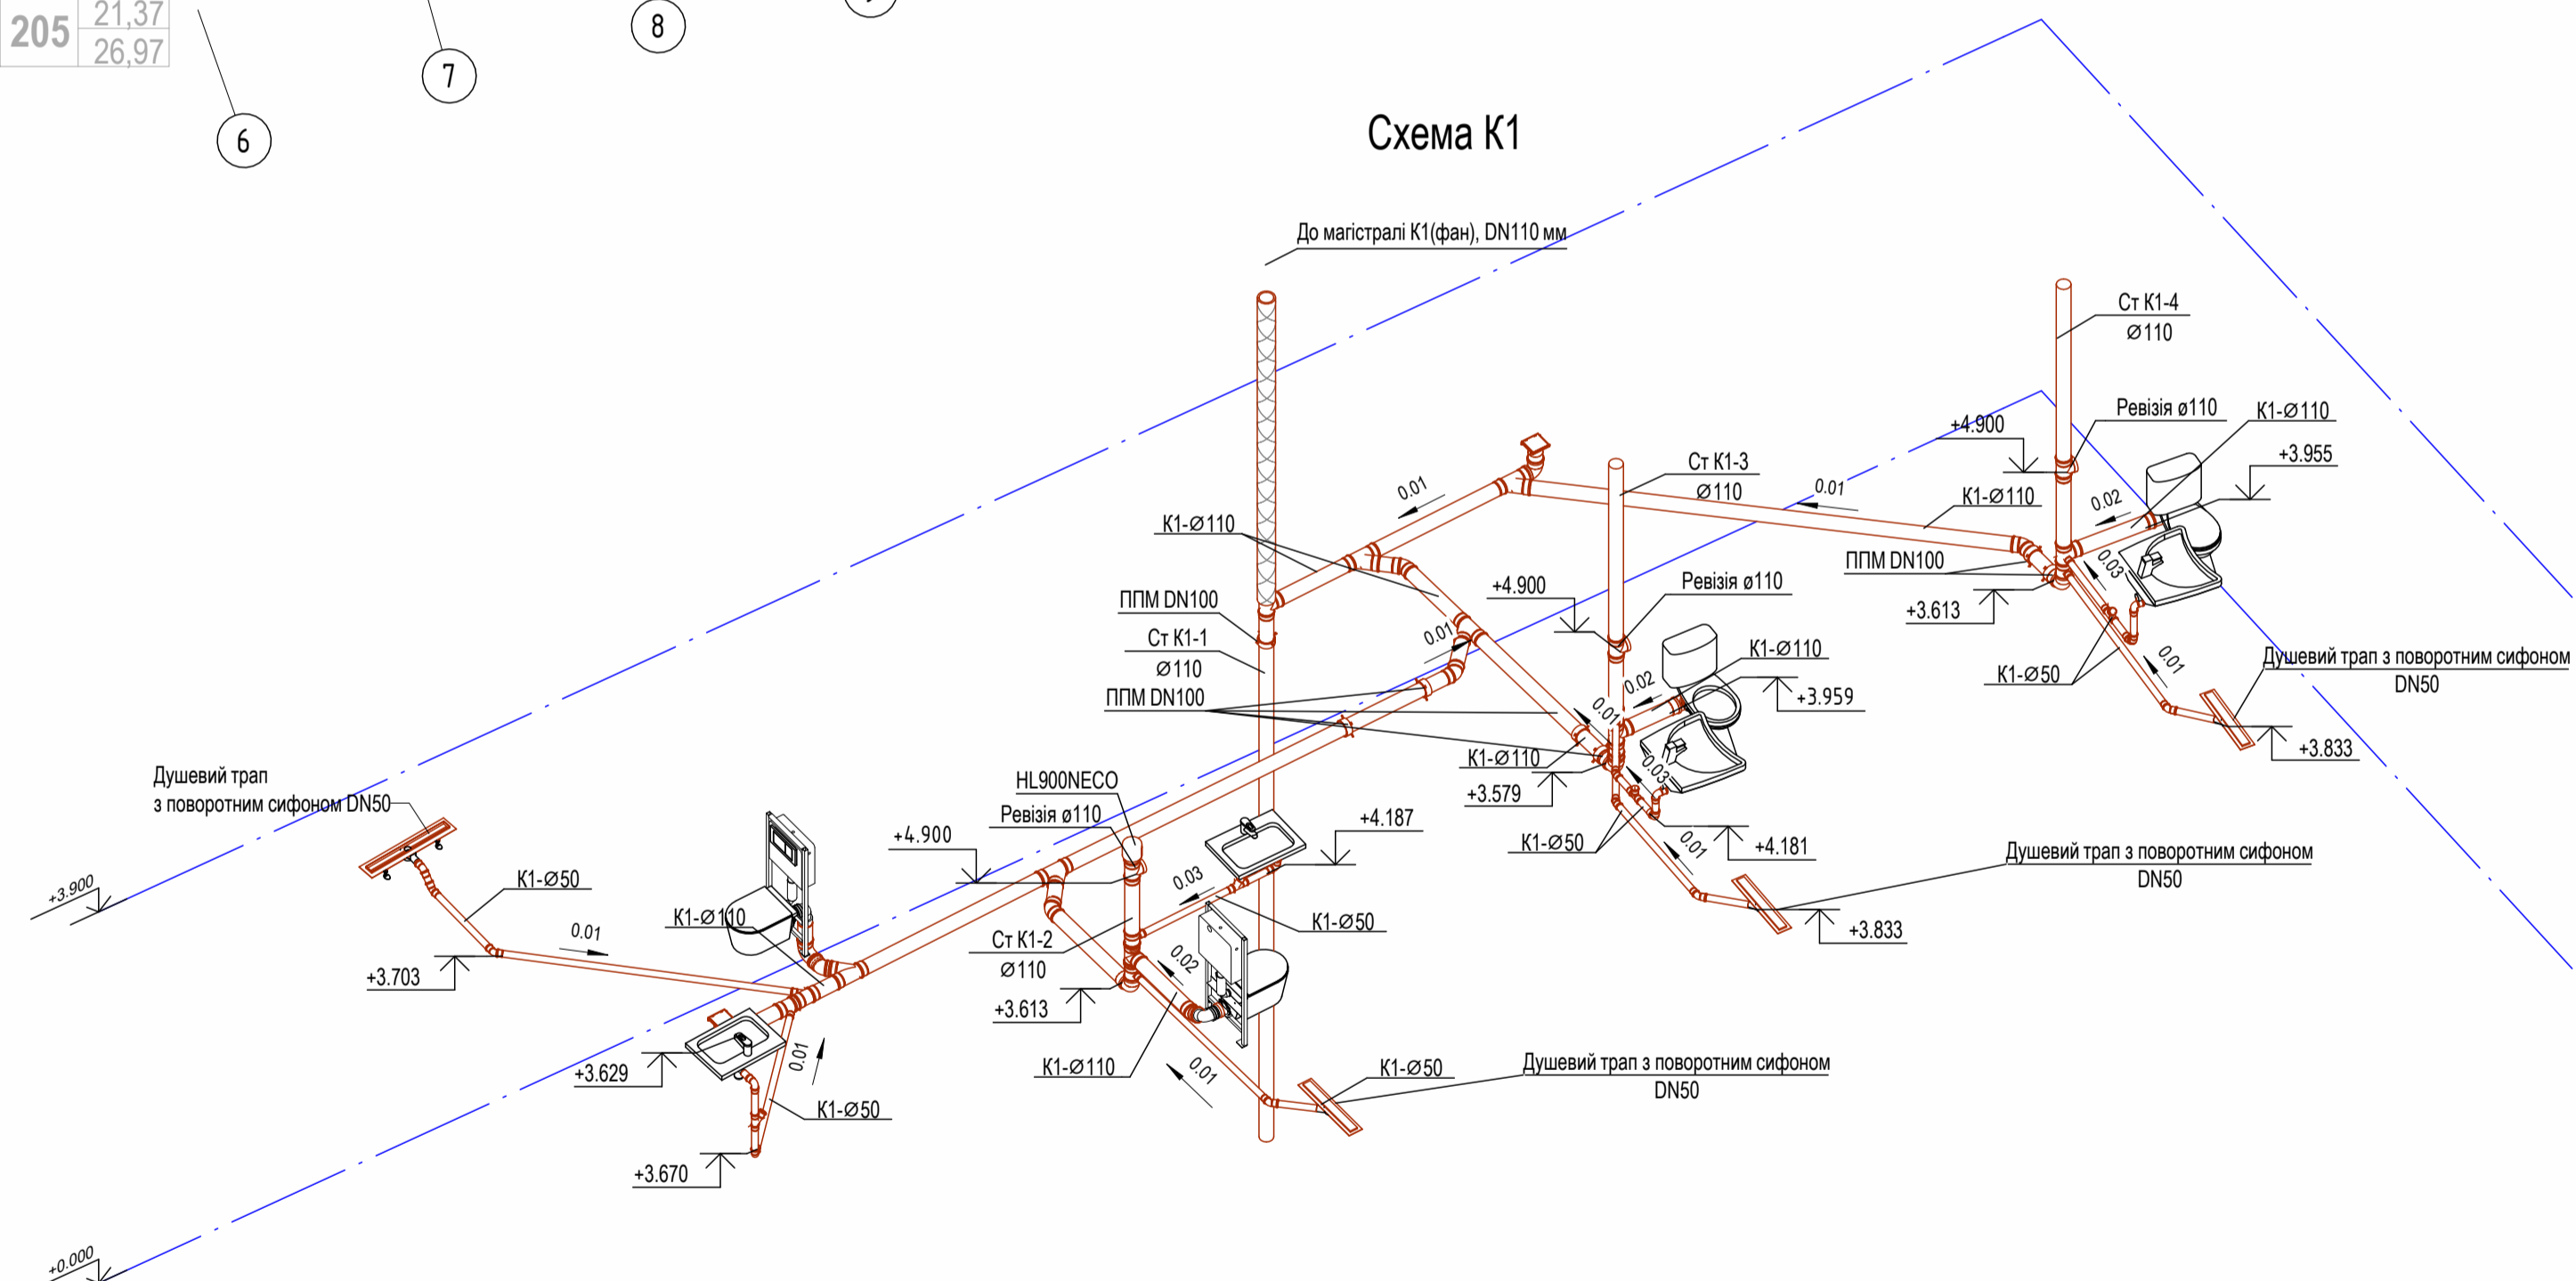 205
21,37
26,97
6
7
8
Схема К1
До магістралі К1(фан), DN110 мм
Ст К1-4
Ø110
Ревізія ø110
К1-Ø110
+4.900
+3.955
0.02
К1-Ø110
0.01
ППМ DN100
0.03
+3.613
К1-Ø50
0.01
Душевий трап з поворотним сифоном
DN50
+3.833
Ст К1-3
Ø110
0.01
К1-Ø110
ППМ DN100
Ст К1-1
Ø110
ППМ DN100
+4.900
Ревізія ø110
0.01
К1-Ø110
0.02
+3.959
0.01
К1-Ø110
0.03
+3.579
К1-Ø50
0.01
+4.181
Душевий трап з поворотним сифоном
DN50
+3.833
Душевий трап
з поворотним сифоном DN50
HL900NECO
Ревізія ø110
+4.900
+4.187
+3.900
К1-Ø50
0.01
К1-Ø110
0.03
К1-Ø50
Ст К1-2
Ø110
0.02
+3.703
+3.613
К1-Ø110
0.01
К1-Ø50
Душевий трап з поворотним сифоном
DN50
+3.629
0.01
К1-Ø50
+3.670
+0.000